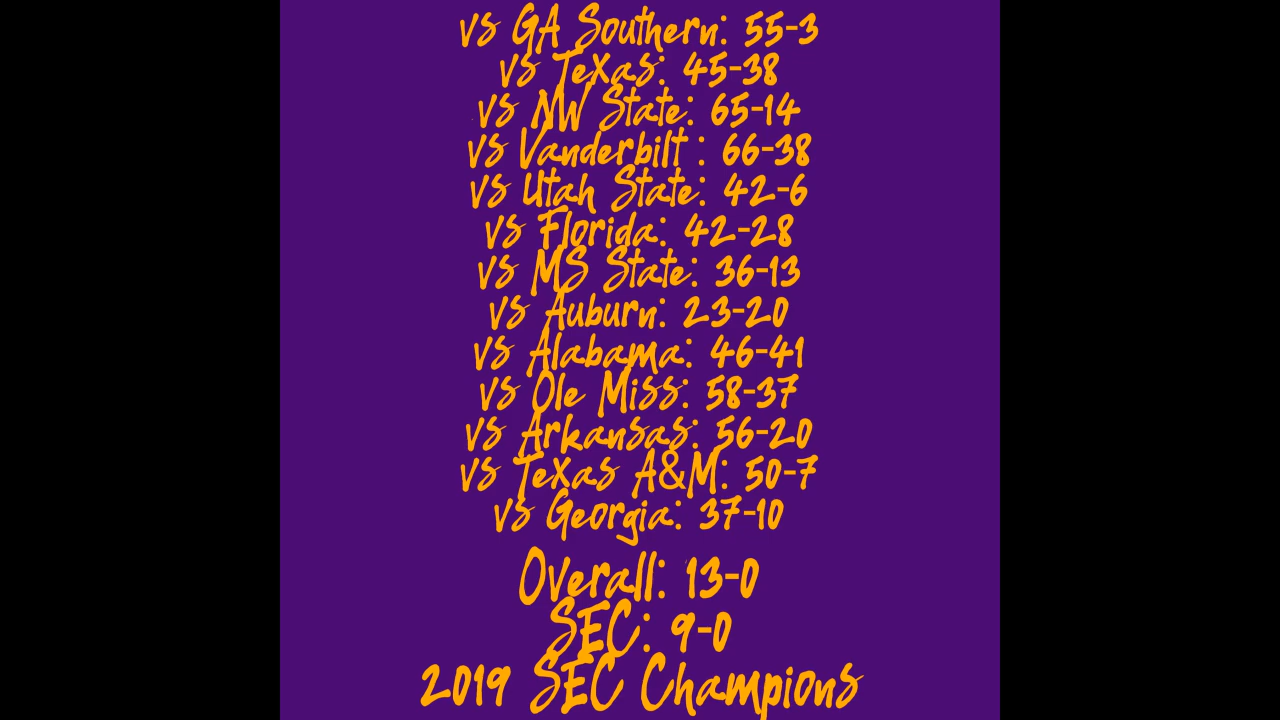 vs GA Southern: 55-3
vs Texas: 45-38
vs NW State: 65-14
vs Vanderbilt : 66-38
vs Utah State: 42-6
vs Florida: 42-28
vs MS State: 36-13
vs Auburn: 23-20
vs Alabama: 46-41
vs Ole Miss: 58-37
vs Arkansas: 56-20
vs Texas A&M: 50-7
vs Georgia: 37-10
Overall: 13-0
SEC: 9-0
2019 SEC Champions